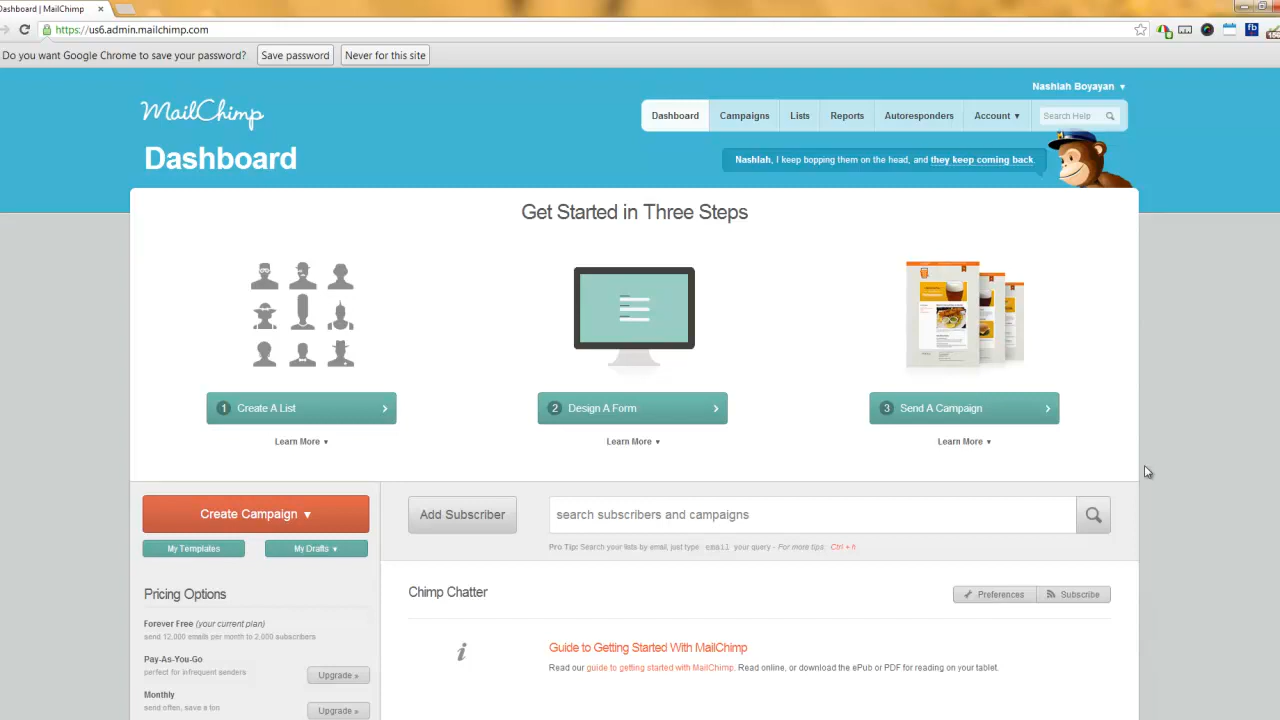 Dashboard | MailChimp
https://us6.admin.mailchimp.com
Do you want Google Chrome to save your password? Save password Never for this site
Nashlah Boyayan
MailChimp
Dashboard Campaigns Lists Reports Autoresponders Account Search Help
Dashboard
Nashlah, I keep bopping them on the head, and they keep coming back.
Get Started in Three Steps
1 Create A List
2 Design A Form
3 Send A Campaign
Learn More
Learn More
Learn More
Create Campaign
Add Subscriber
search subscribers and campaigns
My Templates
My Drafts
Pro Tip: Search your lists by email, just type email your query - For more tips: Ctrl + h
Pricing Options
Chimp Chatter
Preferences
Subscribe
Forever Free (your current plan)
send 12,000 emails per month to 2,000 subscribers
Guide to Getting Started With MailChimp
Read our guide to getting started with MailChimp. Read online, or download the ePub or PDF for reading on your tablet.
Pay-As-You-Go
perfect for infrequent senders
Upgrade »
Monthly
send often, save a ton
Upgrade »